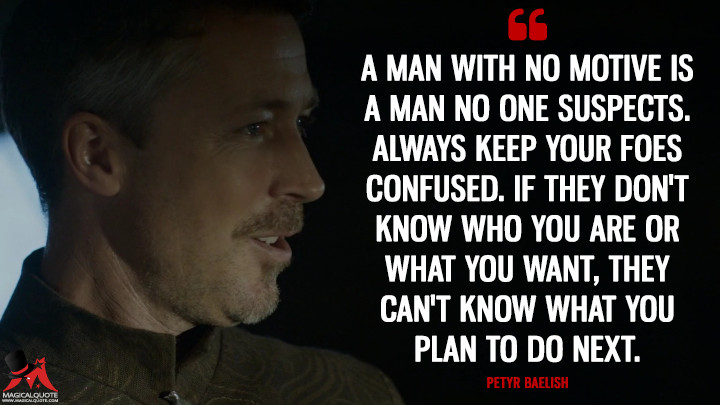 A MAN WITH NO MOTIVE IS
A MAN NO ONE SUSPECTS.
ALWAYS KEEP YOUR FOES
CONFUSED. IF THEY DON'T
KNOW WHO YOU ARE OR
WHAT YOU WANT, THEY
CAN'T KNOW WHAT YOU
PLAN TO DO NEXT.
PETYR BAELISH
MAGICALQUOTE
WWW.MAGICALQUOTE.COM